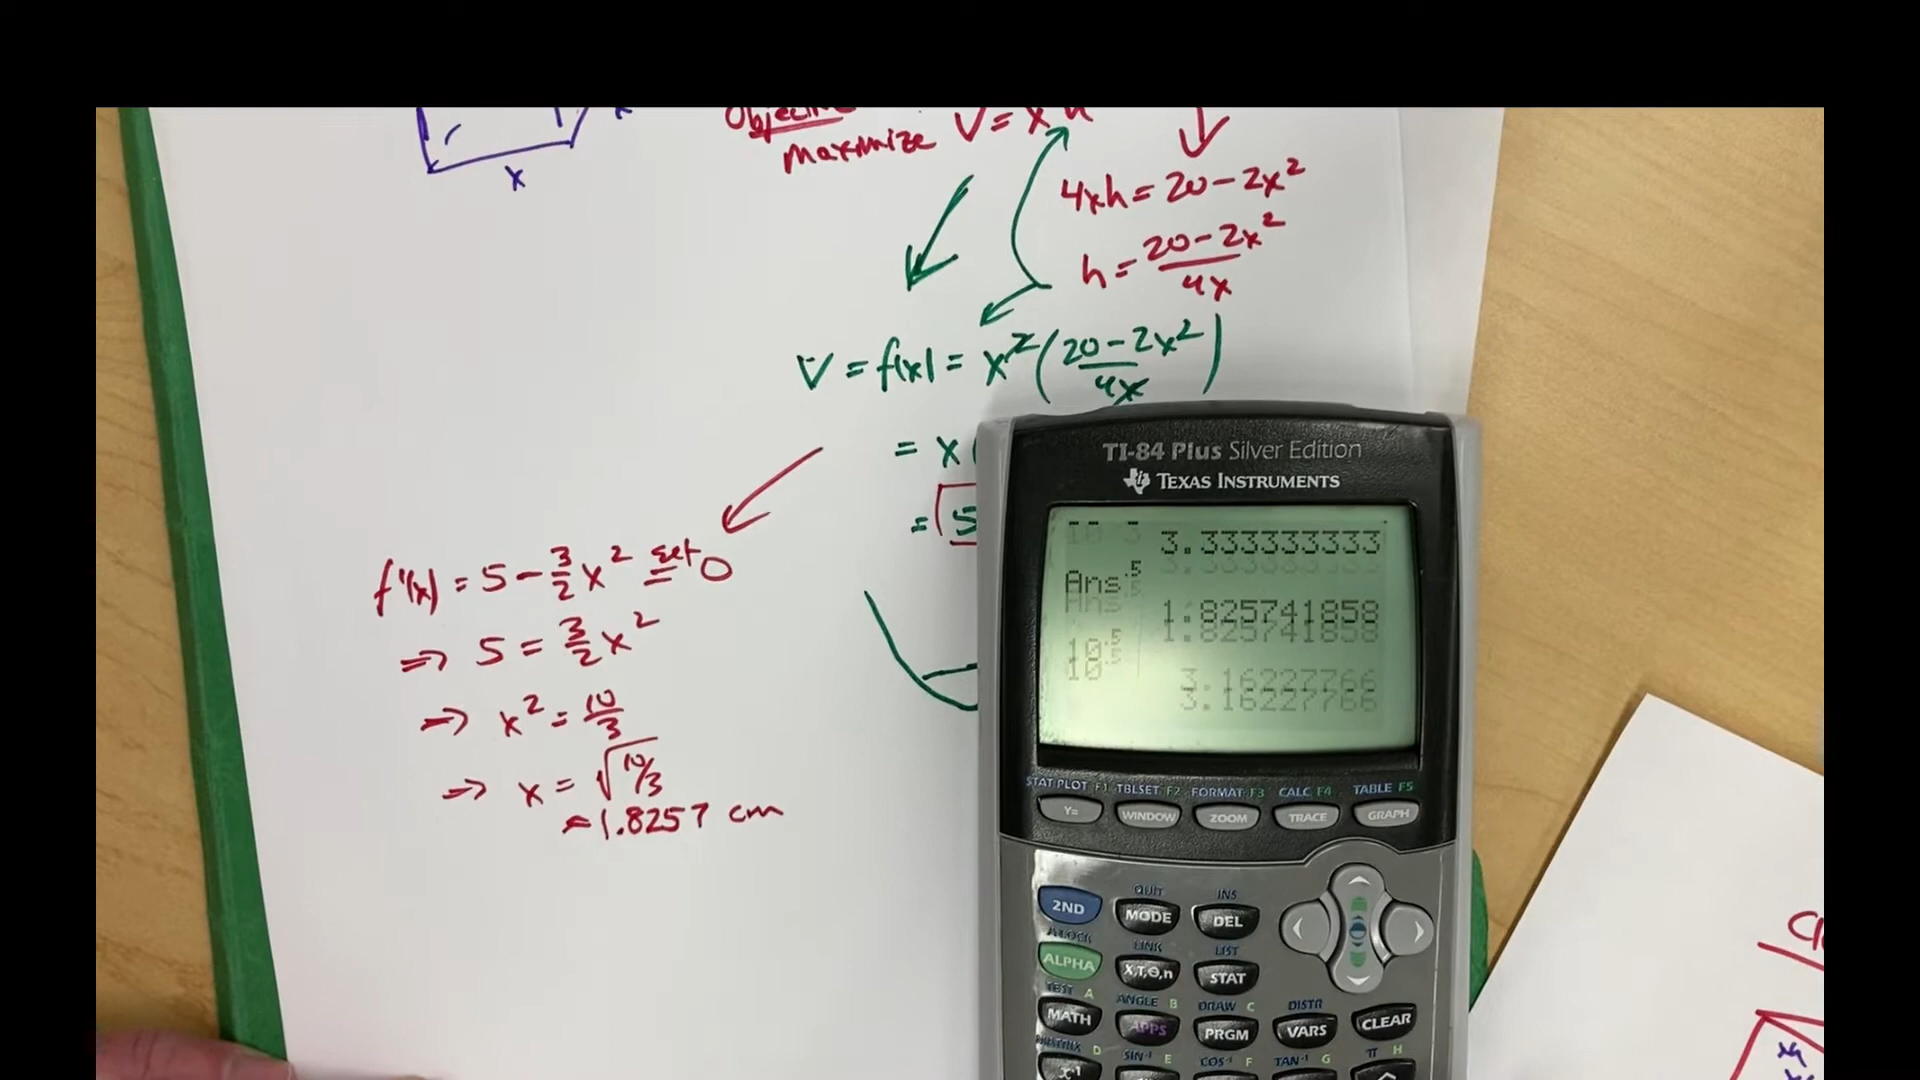 Objective
maximize V = x h
x
4xh = 20 - 2x²
h = 20 - 2x² / 4x
V = f(x) = x² (20 - 2x² / 4x)
= x (
= 5
f'(x) = 5 - 3/2 x² set = 0
⇒ 5 = 3/2 x²
⇒ x² = 10/3
⇒ x = √10/3
≈ 1.8257 cm
TI-84 Plus Silver Edition
TEXAS INSTRUMENTS
3.333333333
Ans^.5
1.825741858
10^.5
3.16227766
STAT PLOT F1 TBLSET F2 FORMAT F3 CALC F4 TABLE F5
Y= WINDOW ZOOM TRACE GRAPH
QUIT INS
2ND MODE DEL
A-LOCK LINK LIST
ALPHA X,T,Θ,n STAT
TEST A ANGLE B DRAW C DISTR
MATH APPS PRGM VARS CLEAR
MATRIX D SIN⁻¹ E COS⁻¹ F TAN⁻¹ G π H
x⁻¹